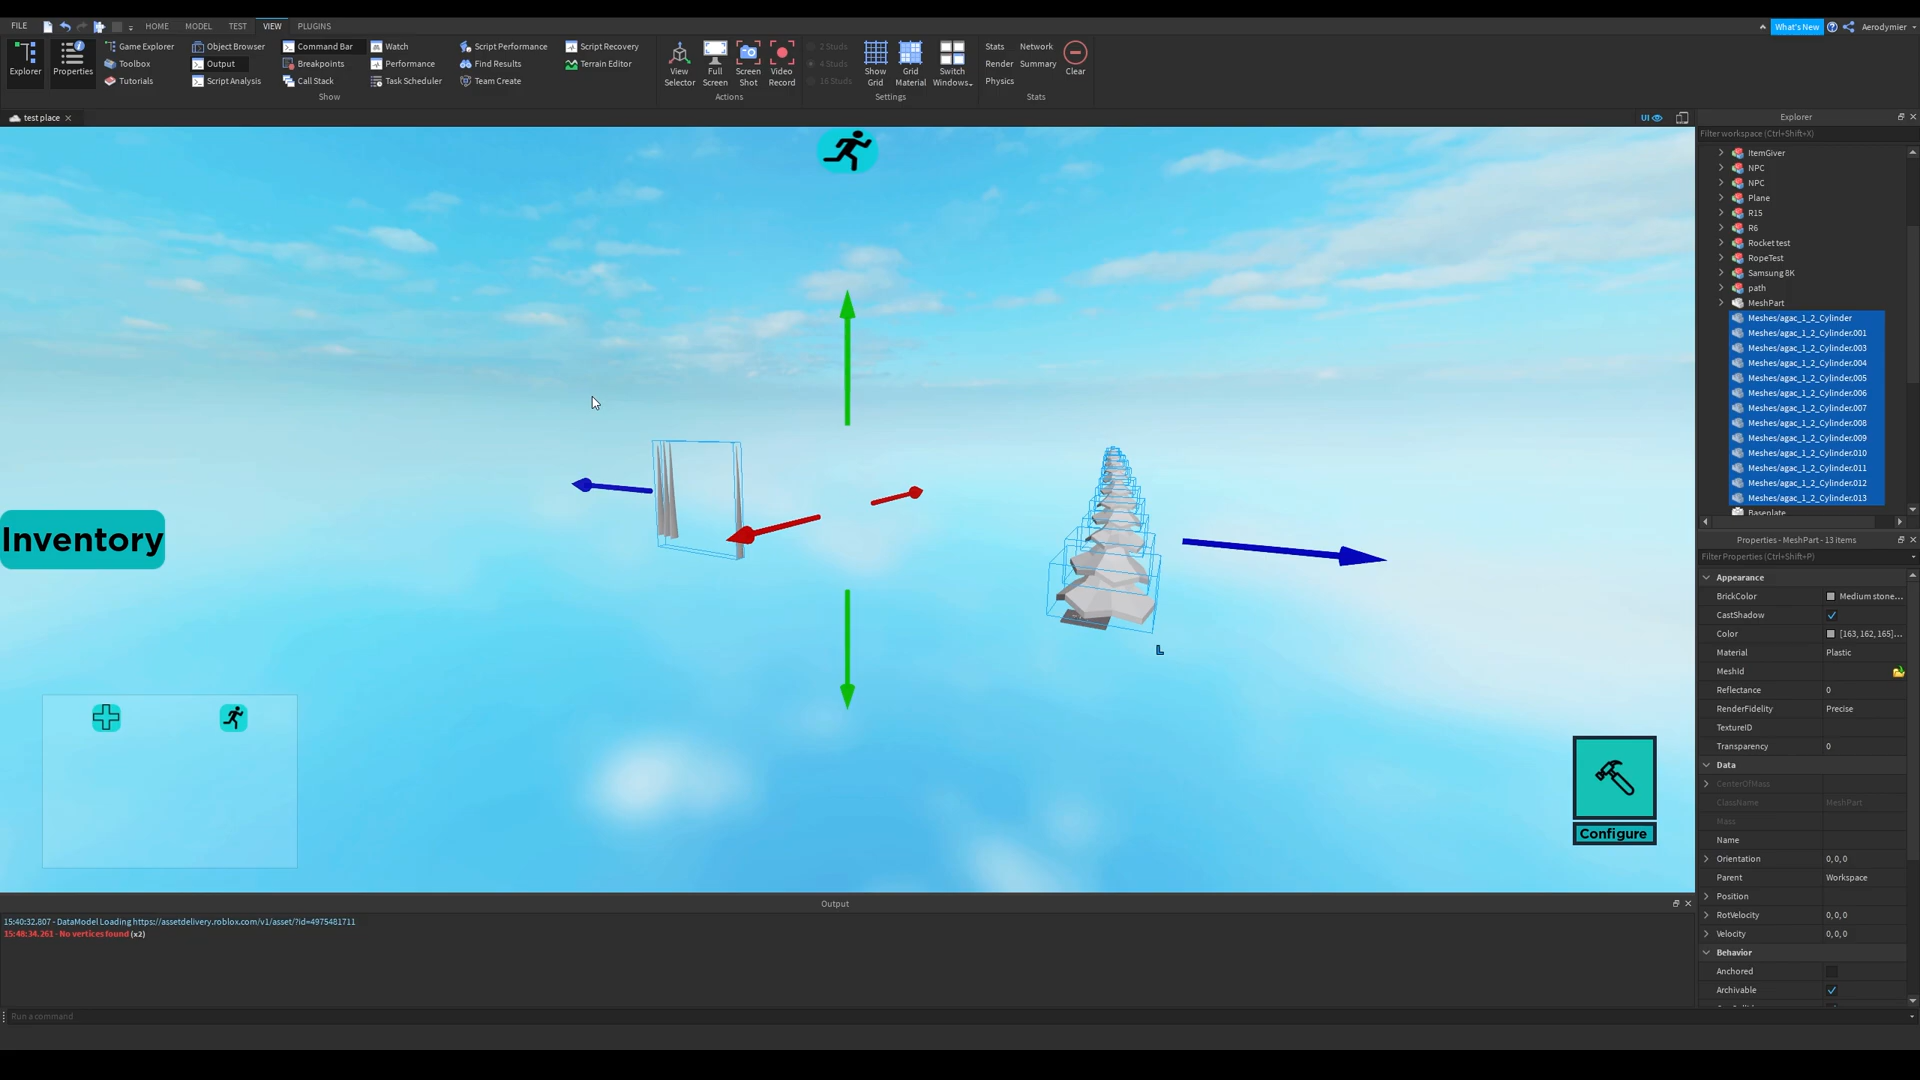 FILE HOME MODEL TEST VIEW PLUGINS What's New Aerodymier
Explorer
Properties
Game Explorer
Toolbox
Tutorials
Object Browser
Output
Script Analysis
Command Bar
Breakpoints
Call Stack
Watch
Performance
Task Scheduler
Script Performance
Find Results
Team Create
Script Recovery
Terrain Editor
Show
View
Selector
Full
Screen
Screen
Shot
Video
Record
Actions
2 Studs
4 Studs
16 Studs
Show
Grid
Grid
Material
Switch
Windows
Settings
Stats Network
Render Summary
Physics
Clear
Stats
test place
UI
Inventory
Configure
Explorer
Filter workspace (Ctrl+Shift+X)
ItemGiver
NPC
NPC
Plane
R15
R6
Rocket test
RopeTest
Samsung 8K
path
MeshPart
Meshes/agac_1_2_Cylinder
Meshes/agac_1_2_Cylinder.001
Meshes/agac_1_2_Cylinder.003
Meshes/agac_1_2_Cylinder.004
Meshes/agac_1_2_Cylinder.005
Meshes/agac_1_2_Cylinder.006
Meshes/agac_1_2_Cylinder.007
Meshes/agac_1_2_Cylinder.008
Meshes/agac_1_2_Cylinder.009
Meshes/agac_1_2_Cylinder.010
Meshes/agac_1_2_Cylinder.011
Meshes/agac_1_2_Cylinder.012
Meshes/agac_1_2_Cylinder.013
Baseplate
Properties - MeshPart - 13 items
Filter Properties (Ctrl+Shift+P)
Appearance
BrickColor Medium stone...
CastShadow
Color [163, 162, 165]...
Material Plastic
MeshId
Reflectance 0
RenderFidelity Precise
TextureID
Transparency 0
Data
CenterOfMass
ClassName MeshPart
Mass
Name
Orientation 0, 0, 0
Parent Workspace
Position
RotVelocity 0, 0, 0
Velocity 0, 0, 0
Behavior
Anchored
Archivable
Output
15:40:32.807 - DataModel Loading https://assetdelivery.roblox.com/v1/asset/?id=4975481711
15:48:34.261 - No vertices found (x2)
Run a command
L